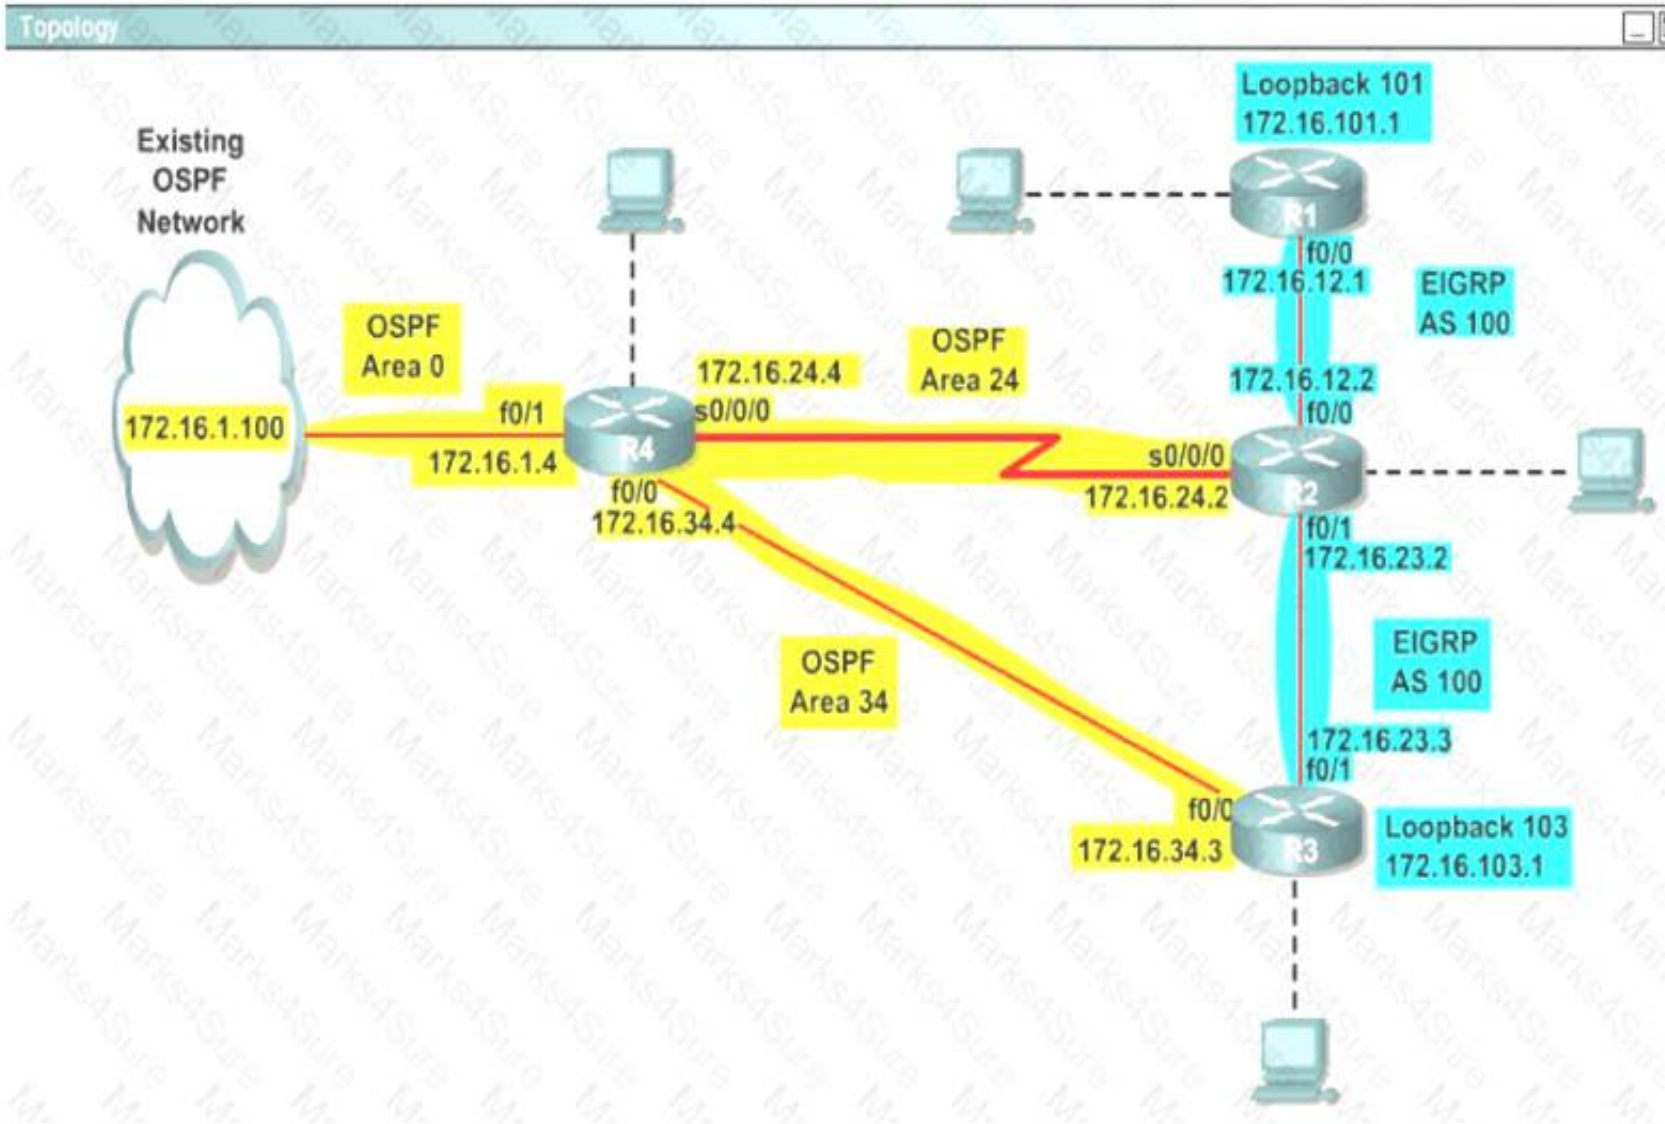 Topology
Existing
OSPF
Network
172.16.1.100
OSPF
Area 0
f0/1
172.16.1.4
R4
172.16.24.4
s0/0/0
f0/0
172.16.34.4
OSPF
Area 24
s0/0/0
172.16.24.2
Loopback 101
172.16.101.1
R1
f0/0
172.16.12.1
EIGRP
AS 100
172.16.12.2
f0/0
R2
f0/1
172.16.23.2
EIGRP
AS 100
172.16.23.3
f0/1
OSPF
Area 34
f0/0
172.16.34.3
R3
Loopback 103
172.16.103.1
Marks4Sure